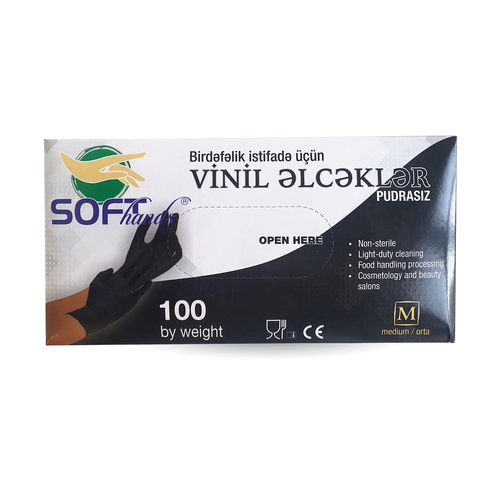 Birdəfəlik istifadə üçün
VİNİL ƏLCƏKLƏR
PUDRASIZ
SOFT®
hands
OPEN HERE
• Non-sterile
• Light-duty cleaning
• Food handling processing
• Cosmetology and beauty
salons
100
by weight
CE
M
medium / orta